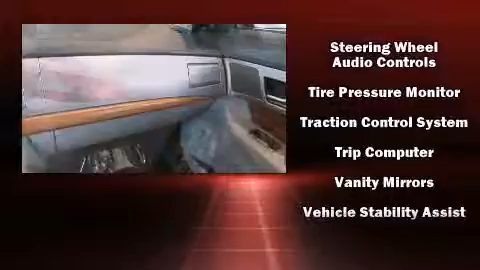 Steering Wheel
Audio Controls
Tire Pressure Monitor
Traction Control System
Trip Computer
Vanity Mirrors
Vehicle Stability Assist